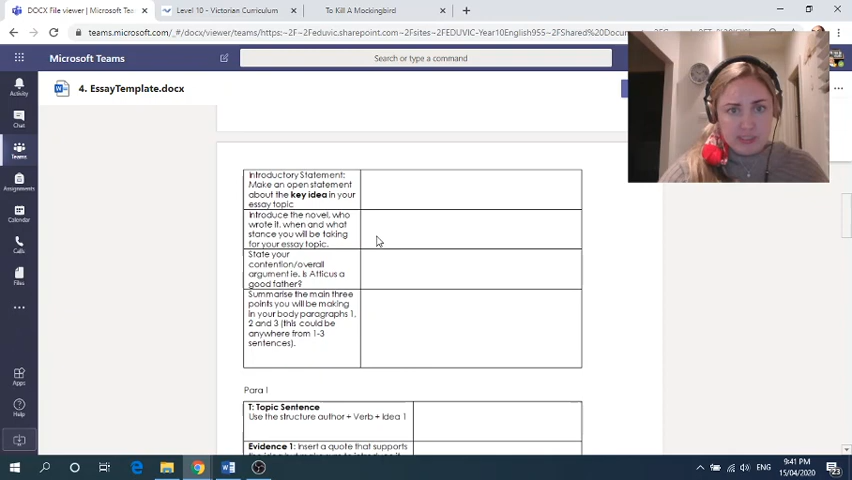 DOCX File viewer | Microsoft Tea
Level 10 - Victorian Curriculum
To Kill A Mockingbird
teams.microsoft.com/_#/docx/viewer/teams/https:~2F~2Feduvic.sharepoint.com~2Fsites~2FEDUVIC-Year10English955~2FShared%20Docu
Microsoft Teams
Search or type a command
4. EssayTemplate.docx
Activity
Chat
Teams
Assignments
Calendar
Calls
Files
Apps
Help
Introductory Statement:
Make an open statement
about the key idea in your
essay topic
Introduce the novel, who
wrote it, when and what
stance you will be taking
for your essay topic.
State your
contention/overall
argument ie. Is Atticus a
good father?
Summarise the main three
points you will be making
in your body paragraphs 1,
2 and 3 (this could be
anywhere from 1-3
sentences).
Para 1
T: Topic Sentence
Use the structure author + Verb + Idea 1
Evidence 1: Insert a quote that supports
ENG
9:41 PM
15/04/2020
23